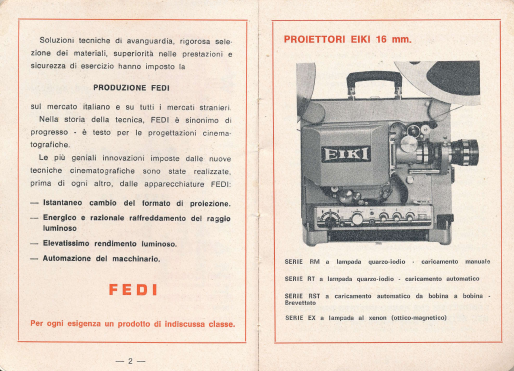 Soluzioni tecniche di avanguardia, rigorosa sele-
zione dei materiali, superiorità nelle prestazioni e
sicurezza di esercizio hanno imposto la
PRODUZIONE FEDI
sul mercato italiano e su tutti i mercati stranieri.
Nella storia della tecnica, FEDI è sinonimo di
progresso - è testo per le progettazioni cinema-
tografiche.
Le più geniali innovazioni imposte dalle nuove
tecniche cinematografiche sono state realizzate,
prima di ogni altro, dalle apparecchiature FEDI:
— Istantaneo cambio del formato di proiezione.
— Energico e razionale raffreddamento del raggio
luminoso
— Elevatissimo rendimento luminoso.
— Automazione del macchinario.
FEDI
Per ogni esigenza un prodotto di indiscussa classe.
— 2 —
PROIETTORI EIKI 16 mm.
EIKI
SERIE RM a lampada quarzo-iodio - caricamento manuale
SERIE RT a lampada quarzo-iodio - caricamento automatico
SERIE RST a caricamento automatico da bobina a bobina -
Brevettato
SERIE EX a lampada al xenon (ottico-magnetico)